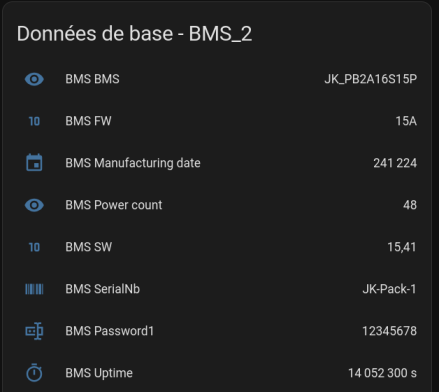 Données de base - BMS_2
BMS BMS JK_PB2A16S15P
10 BMS FW 15A
BMS Manufacturing date 241 224
BMS Power count 48
10 BMS SW 15,41
BMS SerialNb JK-Pack-1
BMS Password1 12345678
BMS Uptime 14 052 300 s